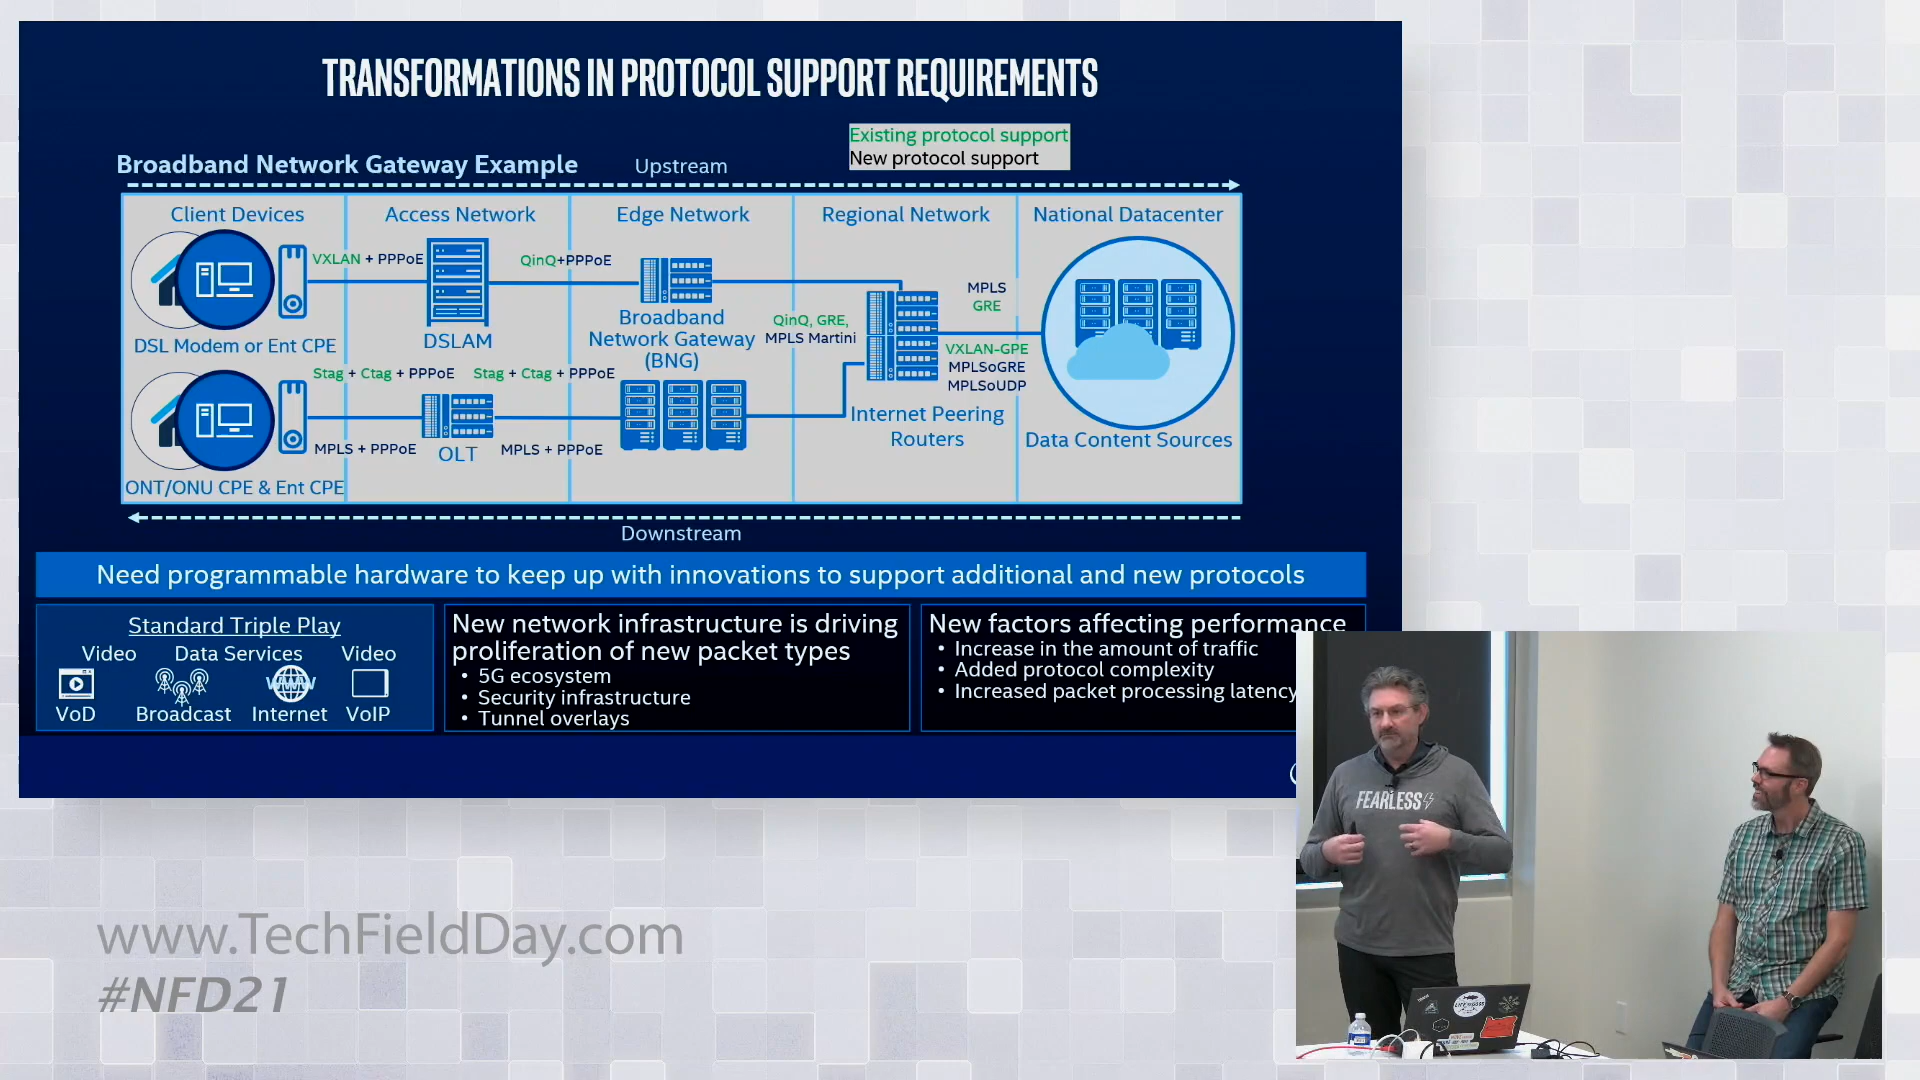 TRANSFORMATIONS IN PROTOCOL SUPPORT REQUIREMENTS
Existing protocol support
New protocol support
Broadband Network Gateway Example
Upstream
Client Devices
Access Network
Edge Network
Regional Network
National Datacenter
VXLAN + PPPoE
QinQ+PPPoE
MPLS
GRE
Broadband
Network Gateway
(BNG)
QinQ, GRE,
MPLS Martini
DSL Modem or Ent CPE
DSLAM
VXLAN-GPE
MPLSoGRE
MPLSoUDP
Stag + Ctag + PPPoE
Stag + Ctag + PPPoE
Internet Peering
Routers
Data Content Sources
MPLS + PPPoE
OLT
MPLS + PPPoE
ONT/ONU CPE & Ent CPE
Downstream
Need programmable hardware to keep up with innovations to support additional and new protocols
Standard Triple Play
Video
Data Services
Video
WWW
VoD
Broadcast
Internet
VoIP
New network infrastructure is driving
proliferation of new packet types
• 5G ecosystem
• Security infrastructure
• Tunnel overlays
New factors affecting performance
• Increase in the amount of traffic
• Added protocol complexity
• Increased packet processing latency
FEARLESS
www.TechFieldDay.com
#NFD21